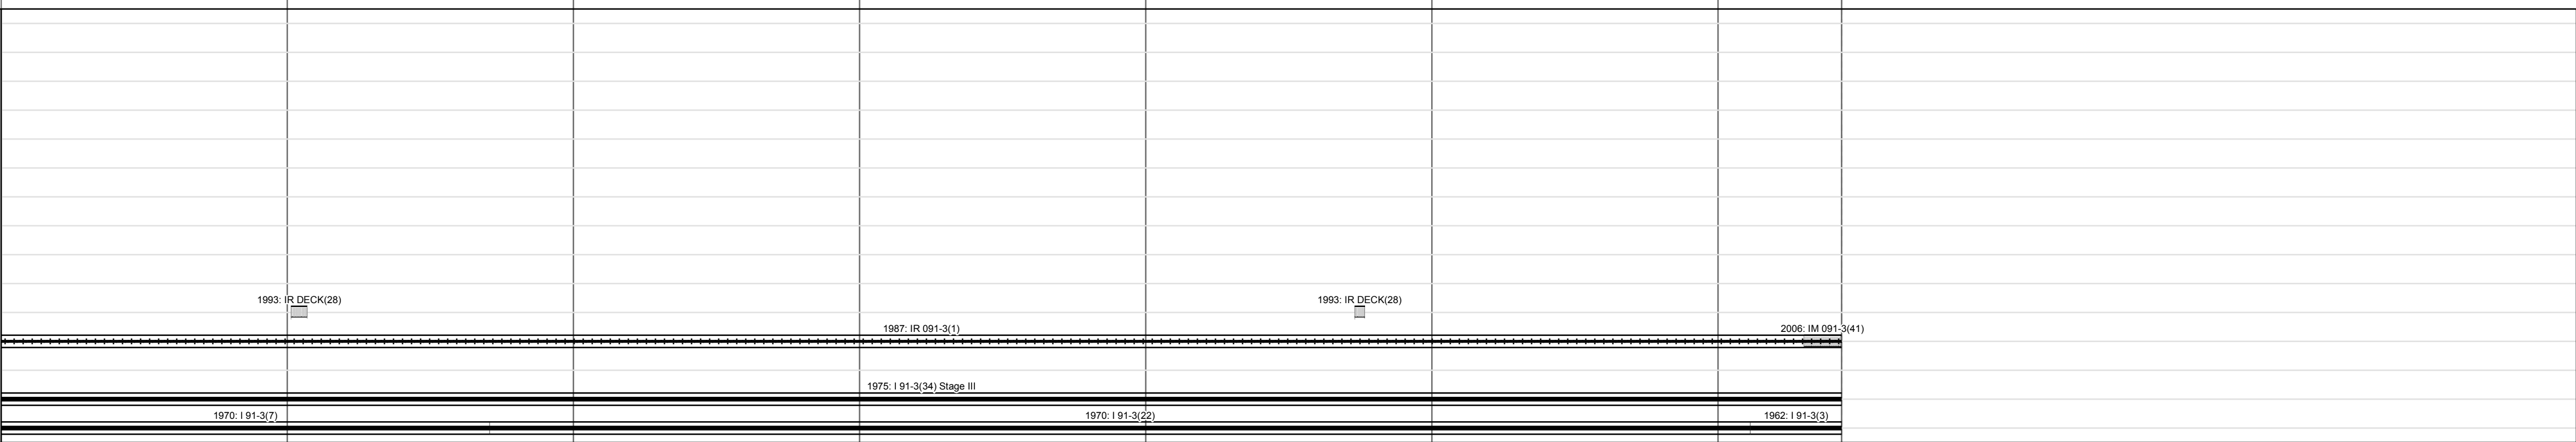 1993: IR DECK(28)
1993: IR DECK(28)
1987: IR 091-3(1)
2006: IM 091-3(41)
1975: I 91-3(34) Stage III
1970: I 91-3(7)
1970: I 91-3(22)
1962: I 91-3(3)